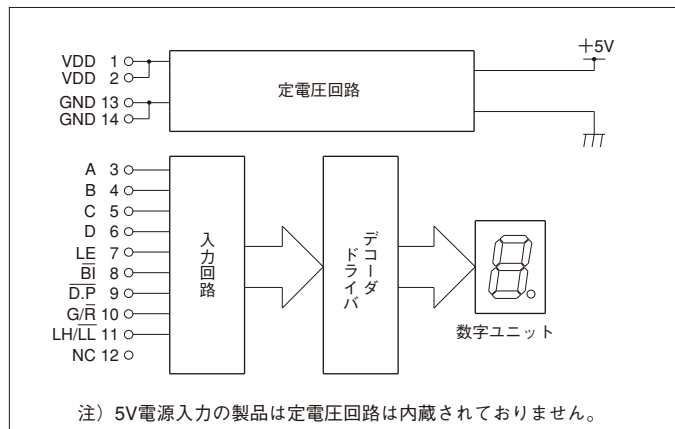 VDD 1
VDD 2
GND 13
GND 14
定電圧回路
+5V
A 3
B 4
C 5
D 6
LE 7
B̅I̅ 8
D̅.̅P̅ 9
G/R̅ 10
LH/L̅L̅ 11
NC 12
入力回路
デコーダ
ドライバ
数字ユニット
注）5V電源入力の製品は定電圧回路は内蔵されておりません。